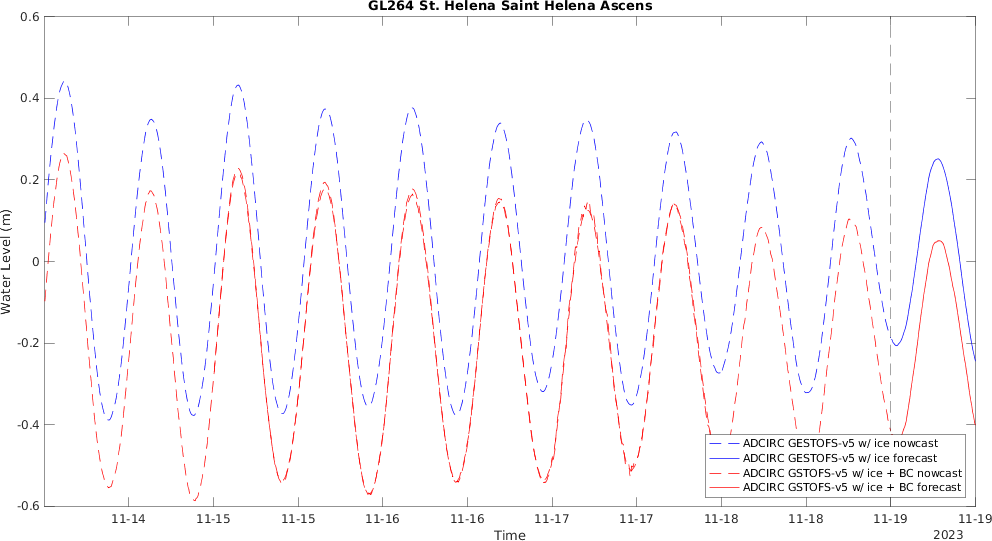 GL264 St. Helena Saint Helena Ascens
0.6
0.4
0.2
0
-0.2
-0.4
-0.6
Water Level (m)
ADCIRC GESTOFS-v5 w/ ice nowcast
ADCIRC GESTOFS-v5 w/ ice forecast
ADCIRC GSTOFS-v5 w/ ice + BC nowcast
ADCIRC GSTOFS-v5 w/ ice + BC forecast
11-14 11-15 11-15 11-16 11-16 11-17 11-17 11-18 11-18 11-19 11-19
Time
2023